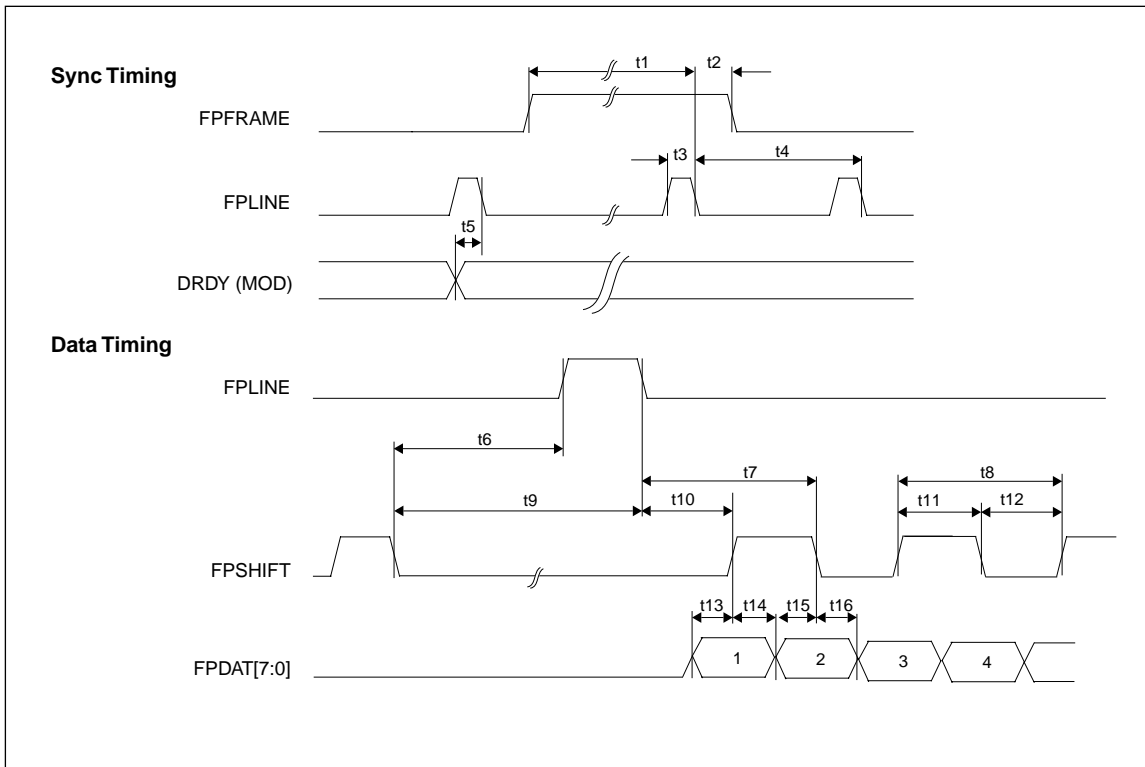 Sync Timing
t1
t2
FPFRAME
t3
t4
FPLINE
t5
DRDY (MOD)
Data Timing
FPLINE
t6
t7
t8
t9
t10
t11
t12
FPSHIFT
t13
t14
t15
t16
FPDAT[7:0]
1
2
3
4